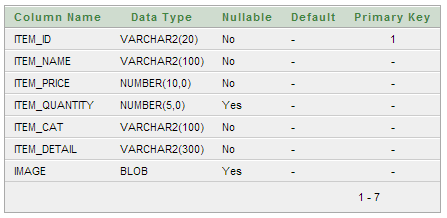 Column Name Data Type Nullable Default Primary Key
ITEM_ID VARCHAR2(20) No - 1
ITEM_NAME VARCHAR2(100) No - -
ITEM_PRICE NUMBER(10,0) No - -
ITEM_QUANTITY NUMBER(5,0) Yes - -
ITEM_CAT VARCHAR2(100) No - -
ITEM_DETAIL VARCHAR2(300) No - -
IMAGE BLOB Yes - -
1 - 7